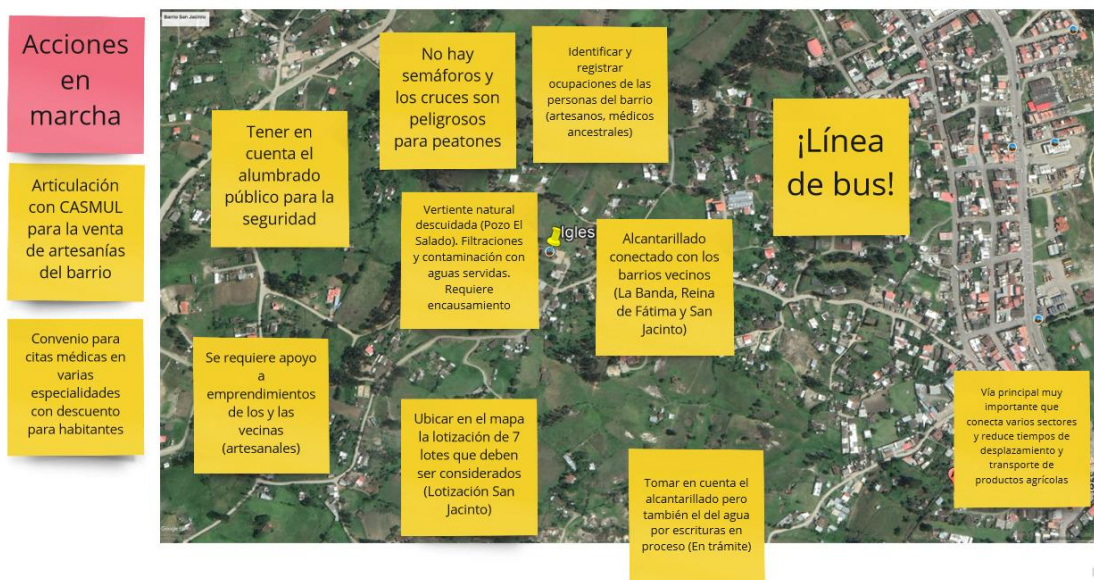 Acciones
en
marcha
Articulación
con CASMUL
para la venta
de artesanías
del barrio
Convenio para
citas médicas en
varias
especialidades
con descuento
para habitantes
Barrio San Jacinto
Tener en
cuenta el
alumbrado
público para la
seguridad
No hay
semáforos y
los cruces son
peligrosos
para peatones
Identificar y
registrar
ocupaciones de las
personas del barrio
(artesanos, médicos
ancestrales)
¡Línea
de bus!
Vertiente natural
descuidada (Pozo El
Salado). Filtraciones
y contaminación con
aguas servidas.
Requiere
encausamiento
Igles
Alcantarillado
conectado con los
barrios vecinos
(La Banda, Reina
de Fátima y San
Jacinto)
Se requiere apoyo
a
emprendimientos
de los y las
vecinas
(artesanales)
Ubicar en el mapa
la lotización de 7
lotes que deben
ser considerados
(Lotización San
Jacinto)
Tomar en cuenta el
alcantarillado pero
también el del agua
por escrituras en
proceso (En trámite)
Vía principal muy
importante que
conecta varios sectores
y reduce tiempos de
desplazamiento y
transporte de
productos agrícolas